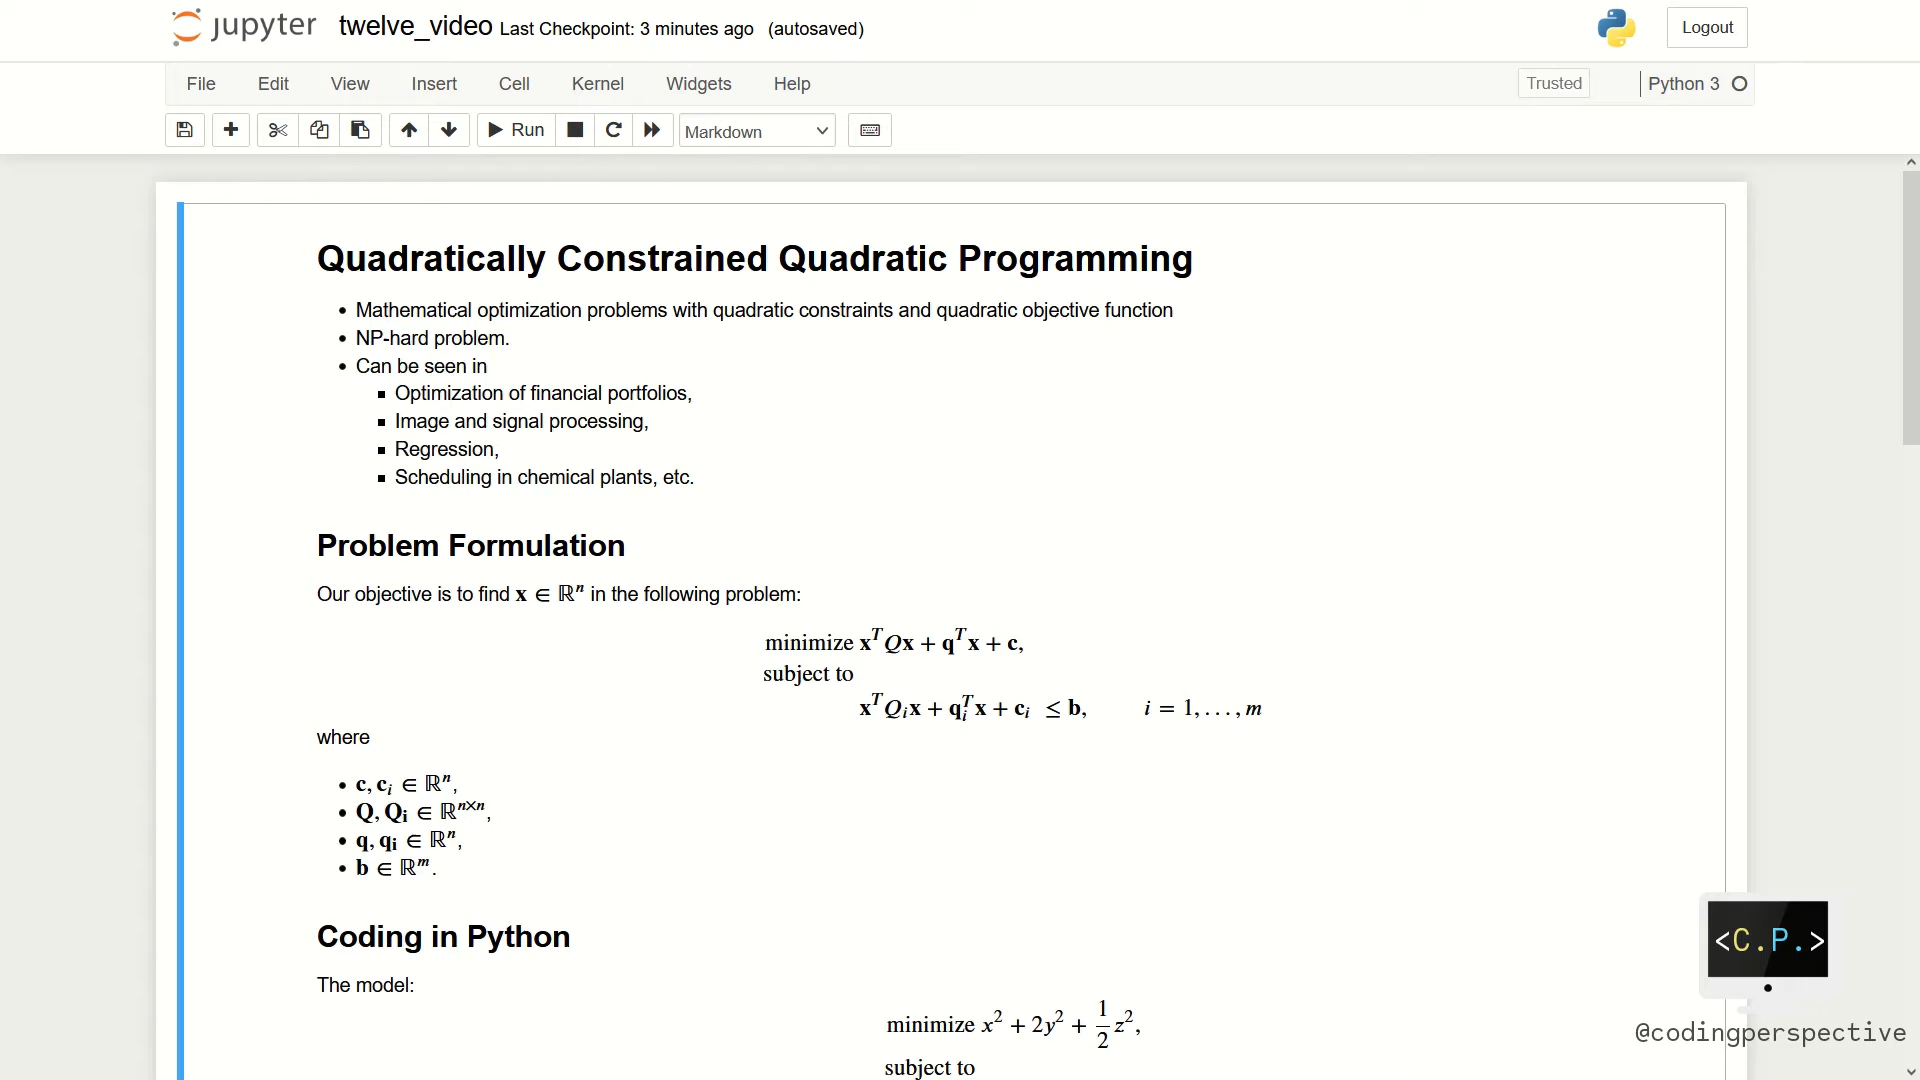 jupyter twelve_video Last Checkpoint: 3 minutes ago (autosaved)
Logout
File Edit View Insert Cell Kernel Widgets Help Trusted Python 3
Run Markdown
Quadratically Constrained Quadratic Programming
• Mathematical optimization problems with quadratic constraints and quadratic objective function
• NP-hard problem.
• Can be seen in
▪ Optimization of financial portfolios,
▪ Image and signal processing,
▪ Regression,
▪ Scheduling in chemical plants, etc.
Problem Formulation
Our objective is to find x ∈ ℝⁿ in the following problem:
minimize xᵀQx + qᵀx + c,
subject to
xᵀQᵢx + qᵢᵀx + cᵢ ≤ b, i = 1, . . . , m
where
• c, cᵢ ∈ ℝⁿ,
• Q, Qᵢ ∈ ℝⁿˣⁿ,
• q, qᵢ ∈ ℝⁿ,
• b ∈ ℝᵐ.
Coding in Python
The model:
minimize x² + 2y² + 1/2 z²,
subject to
<C.P.>
@codingperspective